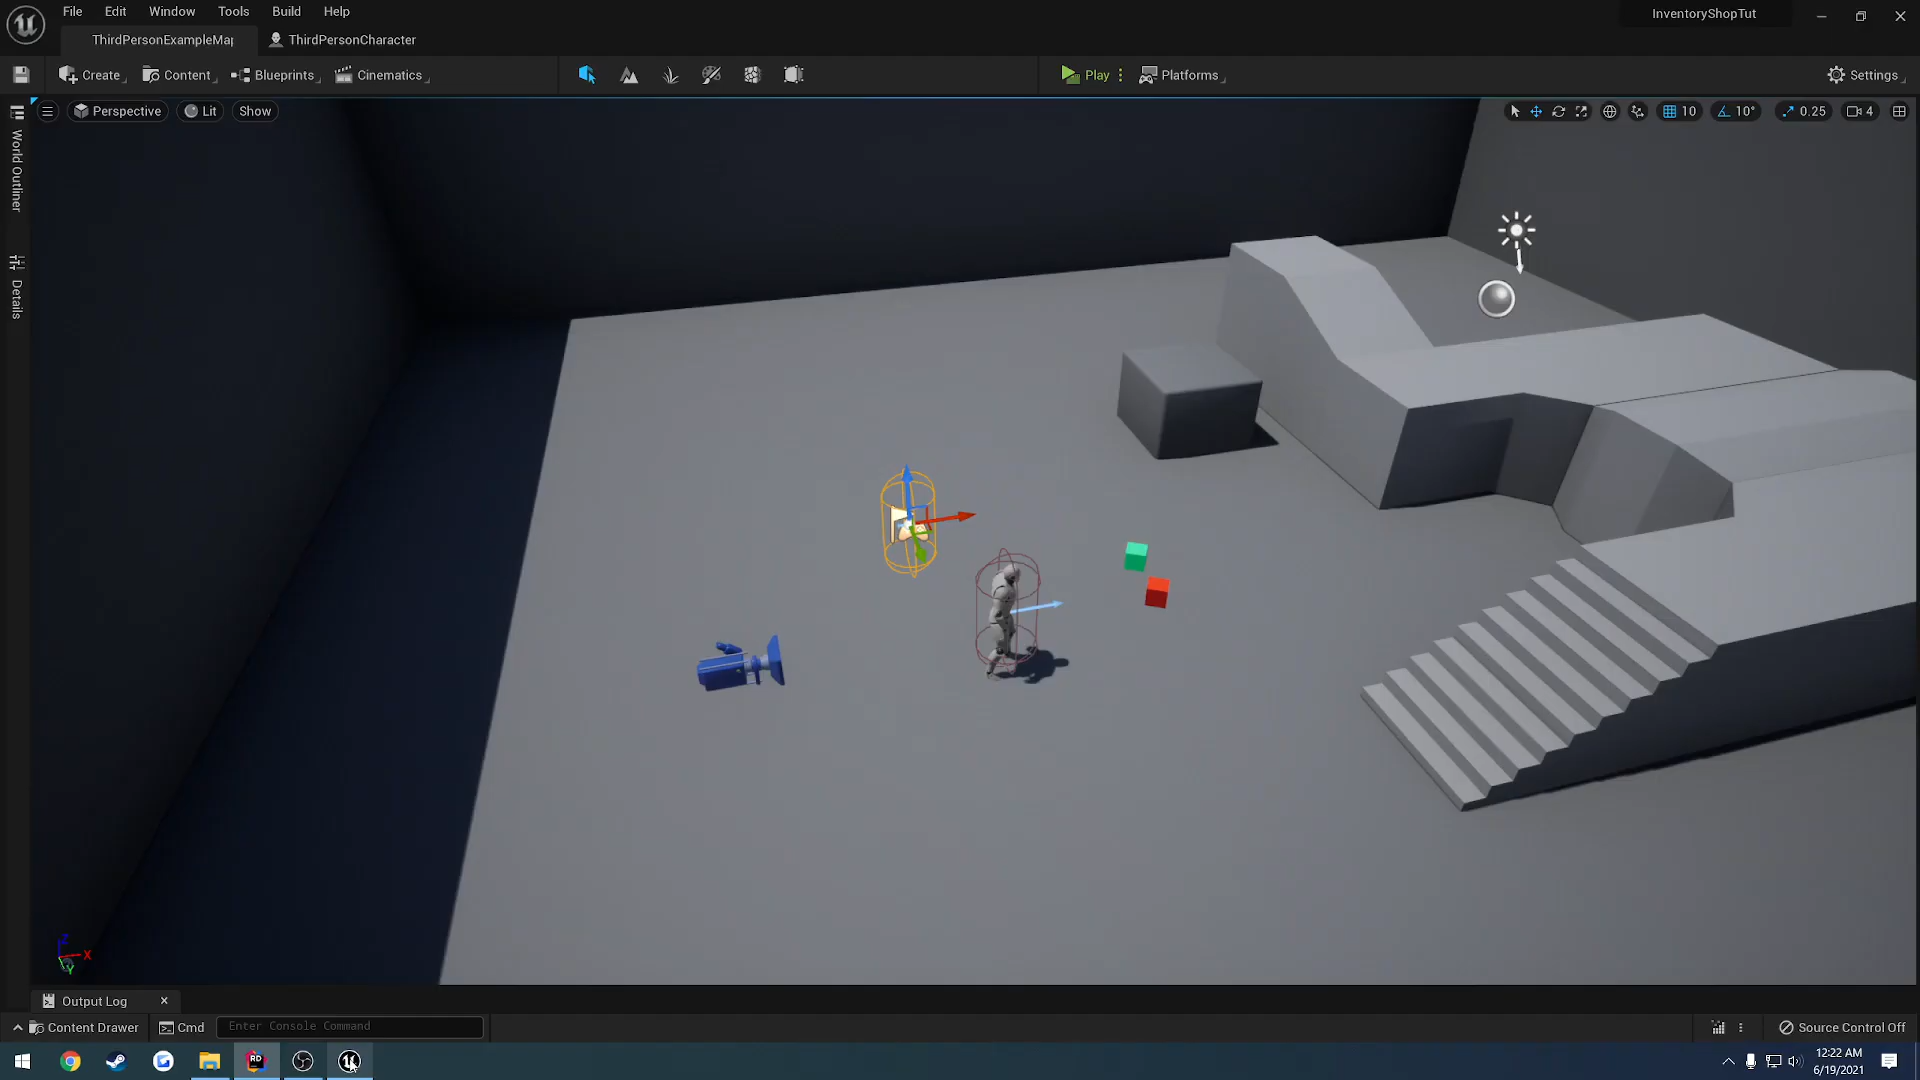 File Edit Window Tools Build Help
InventoryShopTut
ThirdPersonExampleMap
ThirdPersonCharacter
Create Content Blueprints Cinematics Play Platforms Settings
Perspective Lit Show 10 10° 0.25 4
World Outliner
Details
Z
X
Y
Output Log
Content Drawer Cmd Enter Console Command Source Control Off
RD
12:22 AM
6/19/2021